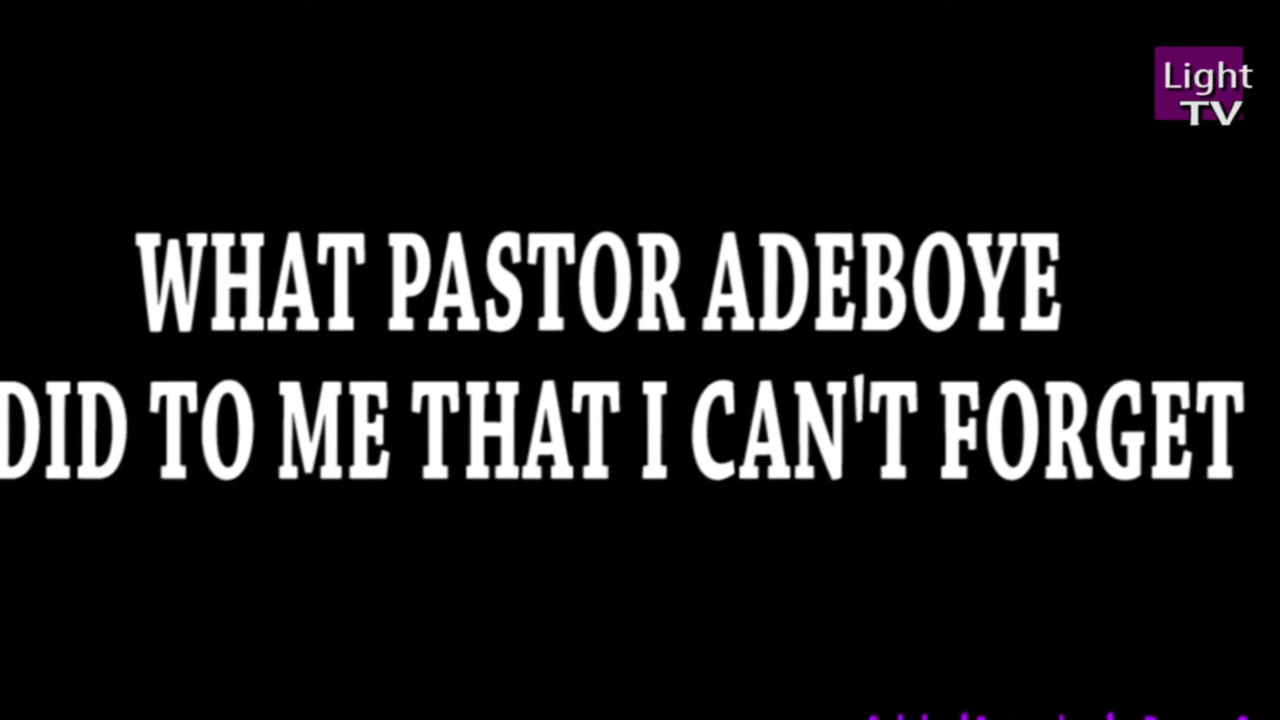 Light
TV
WHAT PASTOR ADEBOYE
DID TO ME THAT I CAN'T FORGET